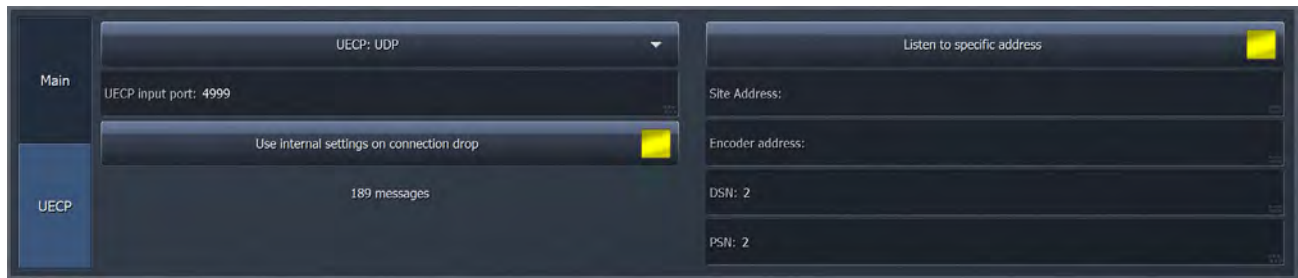 Main
UECP
UECP: UDP
UECP input port: 4999
Use internal settings on connection drop
189 messages
Listen to specific address
Site Address:
Encoder address:
DSN: 2
PSN: 2